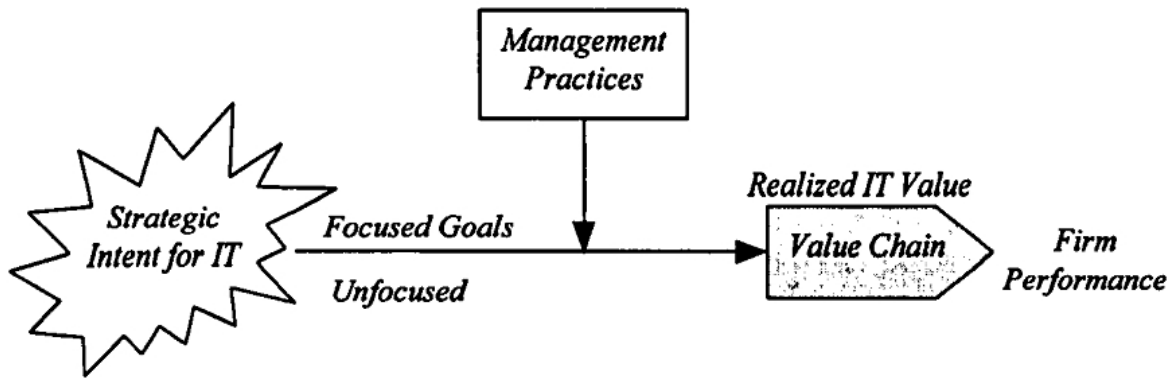 Management
Practices
Realized IT Value
Strategic
Intent for IT
Focused Goals
Unfocused
Value Chain
Firm
Performance